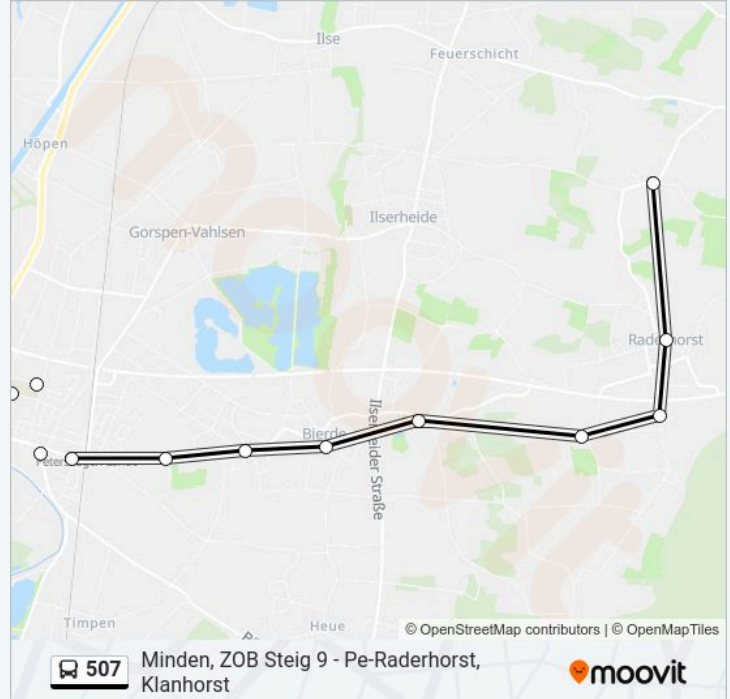 Ilse
Feuerschicht
Höpen
Ilserheide
Gorspen-Vahlsen
Bierde
Ilserheider Straße
Timpen
Heue
© OpenStreetMap contributors | © OpenMapTiles
507
Minden, ZOB Steig 9 - Pe-Raderhorst,
Klanhorst
moovit